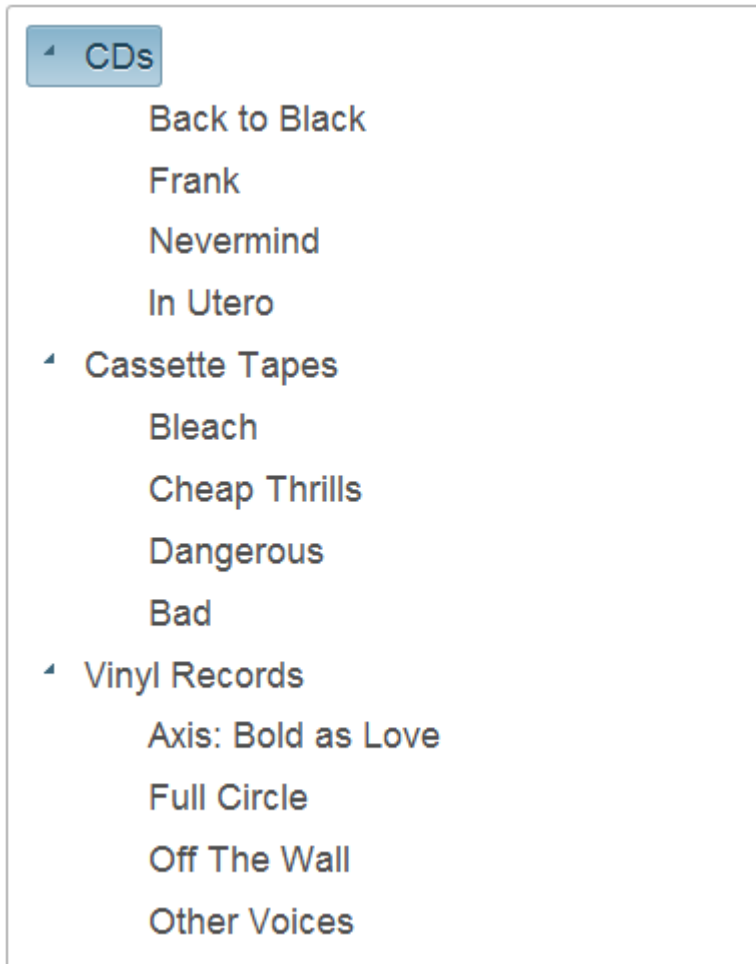 CDs
Back to Black
Frank
Nevermind
In Utero
Cassette Tapes
Bleach
Cheap Thrills
Dangerous
Bad
Vinyl Records
Axis: Bold as Love
Full Circle
Off The Wall
Other Voices